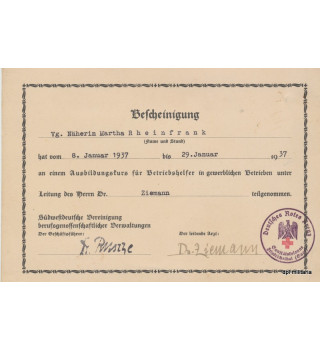 Bescheinigung
Vg. Näherin Martha Rheinfrank
(Name und Stand)
hat vom 8. Januar 1937 bis 29.Januar 1937
an einem Ausbildungskurs für Betriebshelfer in gewerblichen Betrieben unter
Leitung des Herrn Dr. Ziemann teilgenommen.
Südwestdeutsche Vereinigung
berufsgenossenschaftlicher Verwaltungen
Der Geschäftsführer: Der leitende Arzt:
Dr. Ziemann
Deutsches Rotes Kreuz